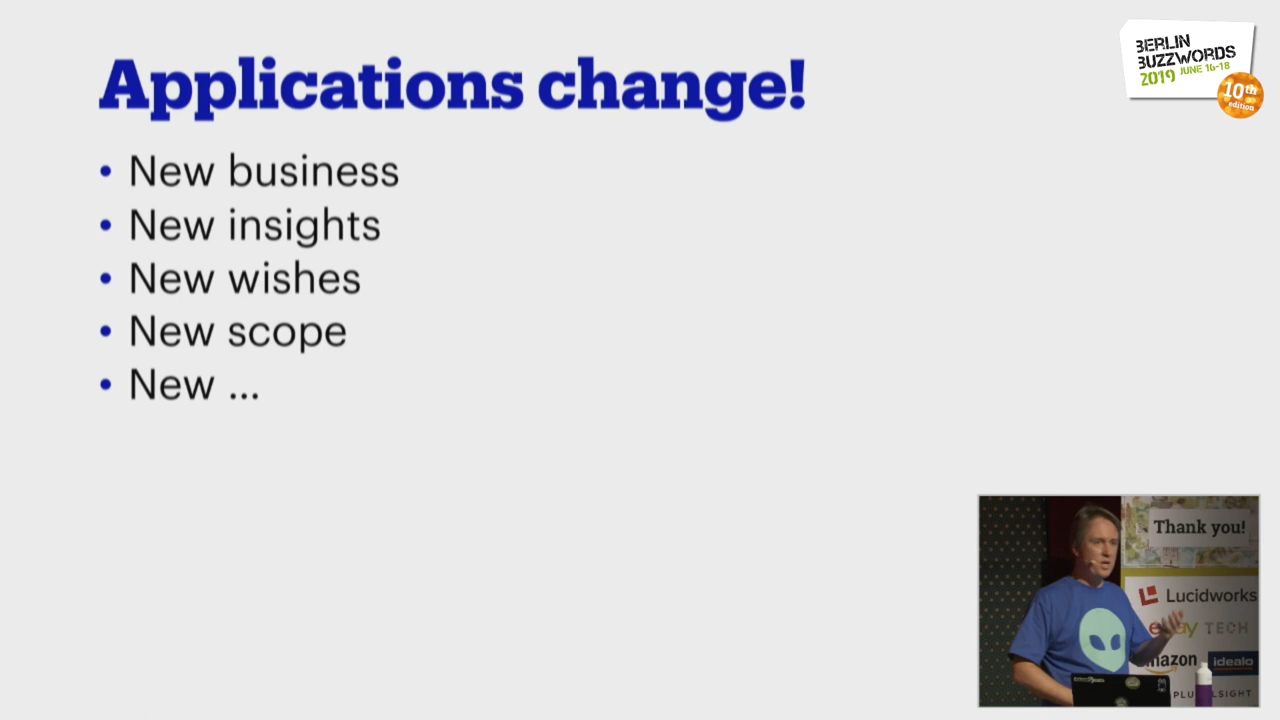 Applications change!
• New business
• New insights
• New wishes
• New scope
• New ...
BERLIN
BUZZWORDS
2019 JUNE 16-18
10th
edition
Thank you!
Lucidworks
ebay TECH
amazon
idealo